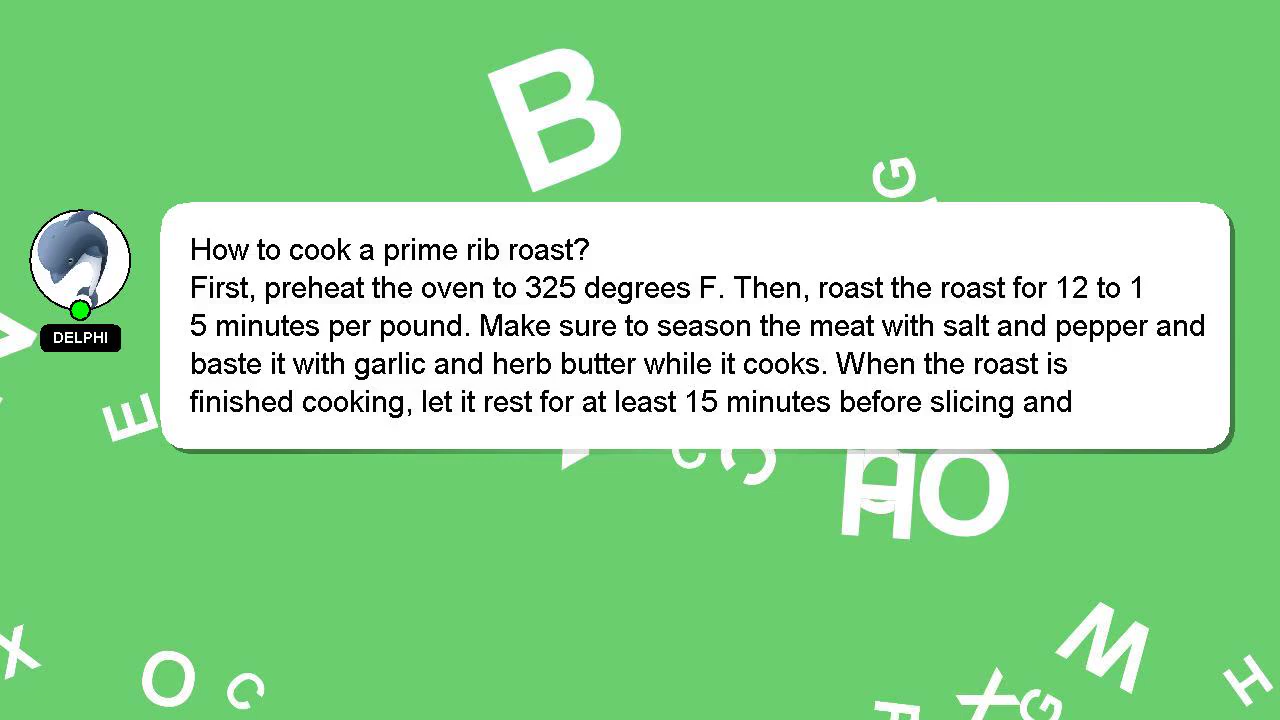 B
G
How to cook a prime rib roast?
First, preheat the oven to 325 degrees F. Then, roast the roast for 12 to 1
5 minutes per pound. Make sure to season the meat with salt and pepper and
baste it with garlic and herb butter while it cooks. When the roast is
finished cooking, let it rest for at least 15 minutes before slicing and
DELPHI
E
C
C
H
O
X
O
C
M
H
X
G